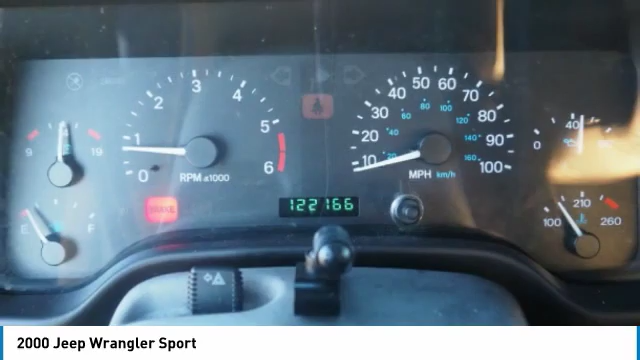 3
2 4
1 5
0 6
RPM x1000
50 60
40 70
30 80
20 90
10 100
60 80 100
40 120
20 140
160
MPH km/h
9 19
E F
BRAKE
122166
0 40
210
100 260
2000 Jeep Wrangler Sport